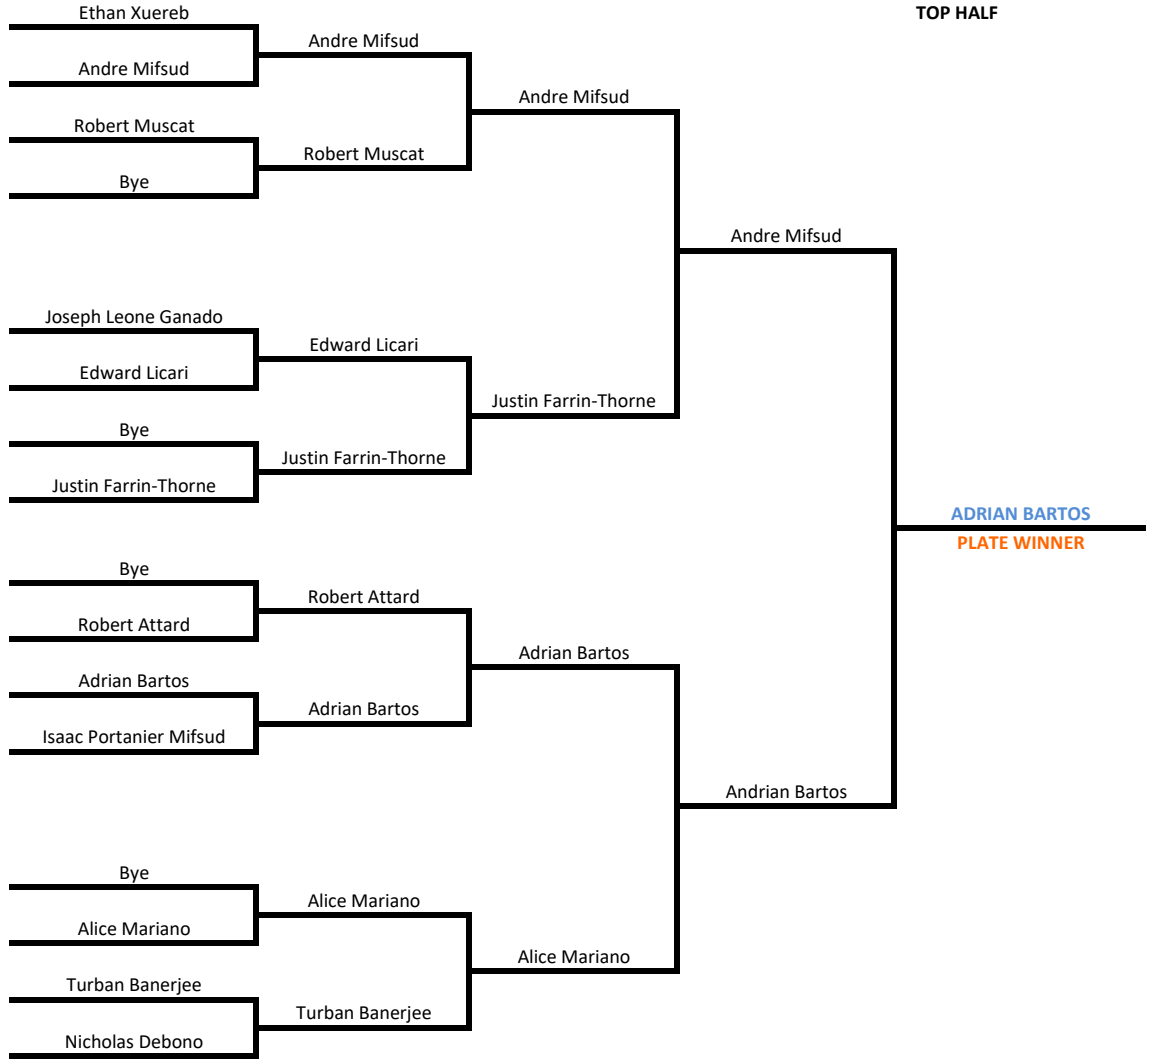 Ethan Xuereb
TOP HALF
Andre Mifsud
Andre Mifsud
Andre Mifsud
Robert Muscat
Robert Muscat
Bye
Andre Mifsud
Joseph Leone Ganado
Edward Licari
Edward Licari
Justin Farrin-Thorne
Bye
Justin Farrin-Thorne
Justin Farrin-Thorne
ADRIAN BARTOS
PLATE WINNER
Bye
Robert Attard
Robert Attard
Adrian Bartos
Adrian Bartos
Adrian Bartos
Isaac Portanier Mifsud
Andrian Bartos
Bye
Alice Mariano
Alice Mariano
Alice Mariano
Turban Banerjee
Turban Banerjee
Nicholas Debono